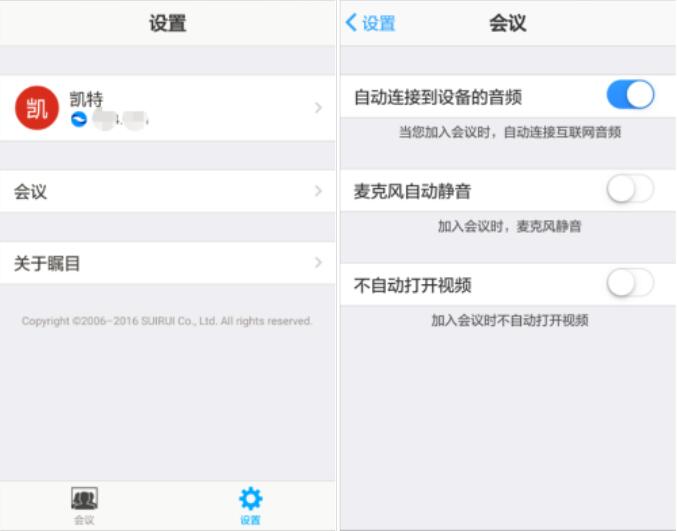 设置
凯
凯特
会议
关于瞩目
Copyright ©2006-2016 SUIRUI Co., Ltd. All rights reserved.
会议
设置
设置
会议
自动连接到设备的音频
当您加入会议时，自动连接互联网音频
麦克风自动静音
加入会议时，麦克风静音
不自动打开视频
加入会议时不自动打开视频